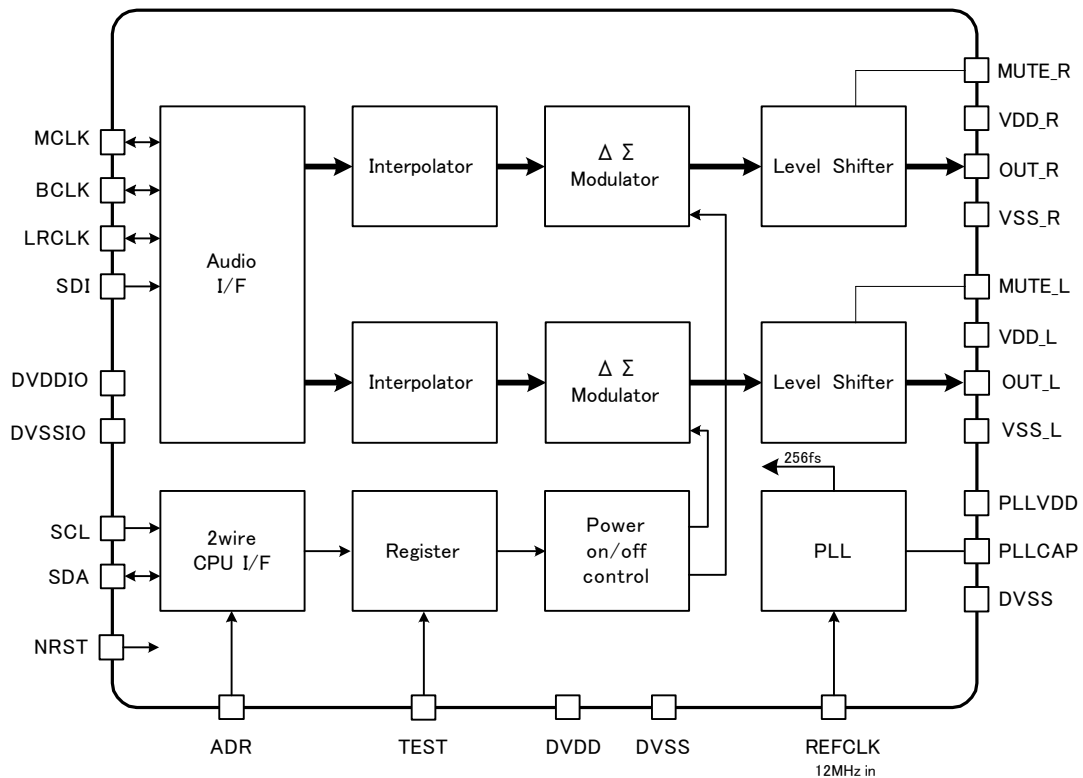 MUTE_R
VDD_R
OUT_R
VSS_R
MUTE_L
VDD_L
OUT_L
VSS_L
PLLVDD
PLLCAP
DVSS
MCLK
BCLK
LRCLK
SDI
DVDDIO
DVSSIO
SCL
SDA
NRST
Audio
I/F
Interpolator
Δ Σ
Modulator
Level Shifter
Interpolator
Δ Σ
Modulator
Level Shifter
256fs
2wire
CPU I/F
Register
Power
on/off
control
PLL
ADR
TEST
DVDD
DVSS
REFCLK
12MHz in